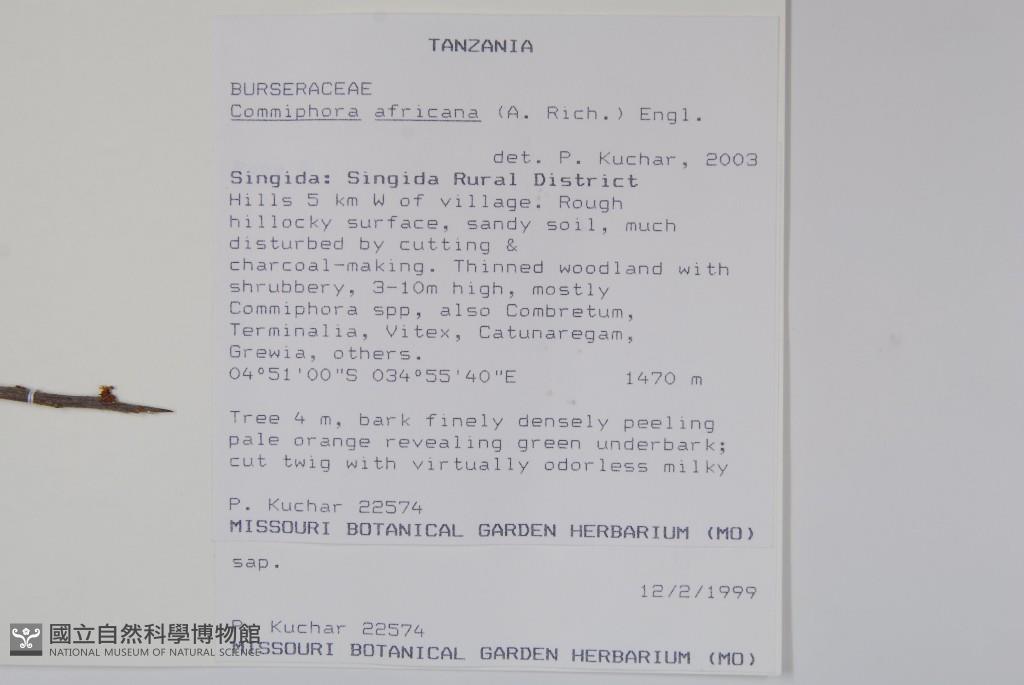 TANZANIA
BURSERACEAE
Commiphora africana (A. Rich.) Engl.
det. P. Kuchar, 2003
Singida: Singida Rural District
Hills 5 km W of village. Rough
hillocky surface, sandy soil, much
disturbed by cutting &
charcoal-making. Thinned woodland with
shrubbery, 3-10m high, mostly
Commiphora spp, also Combretum,
Terminalia, Vitex, Catunaregam,
Grewia, others.
04°51'00"S 034°55'40"E 1470 m
Tree 4 m, bark finely densely peeling
pale orange revealing green underbark;
cut twig with virtually odorless milky
P. Kuchar 22574
MISSOURI BOTANICAL GARDEN HERBARIUM (MO)
sap.
12/2/1999
P. Kuchar 22574
MISSOURI BOTANICAL GARDEN HERBARIUM (MO)
國立自然科學博物館
NATIONAL MUSEUM OF NATURAL SCIENCE